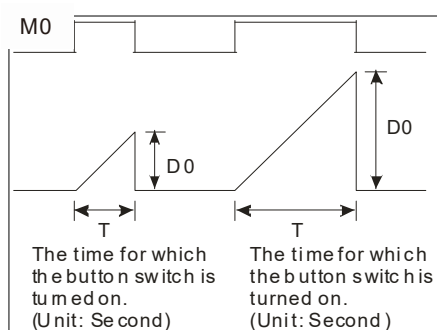 M0
D0
D0
T
T
The time for which
the button switch is
turned on.
(Unit: Second)
The time for which
the button switch is
turned on.
(Unit: Second)